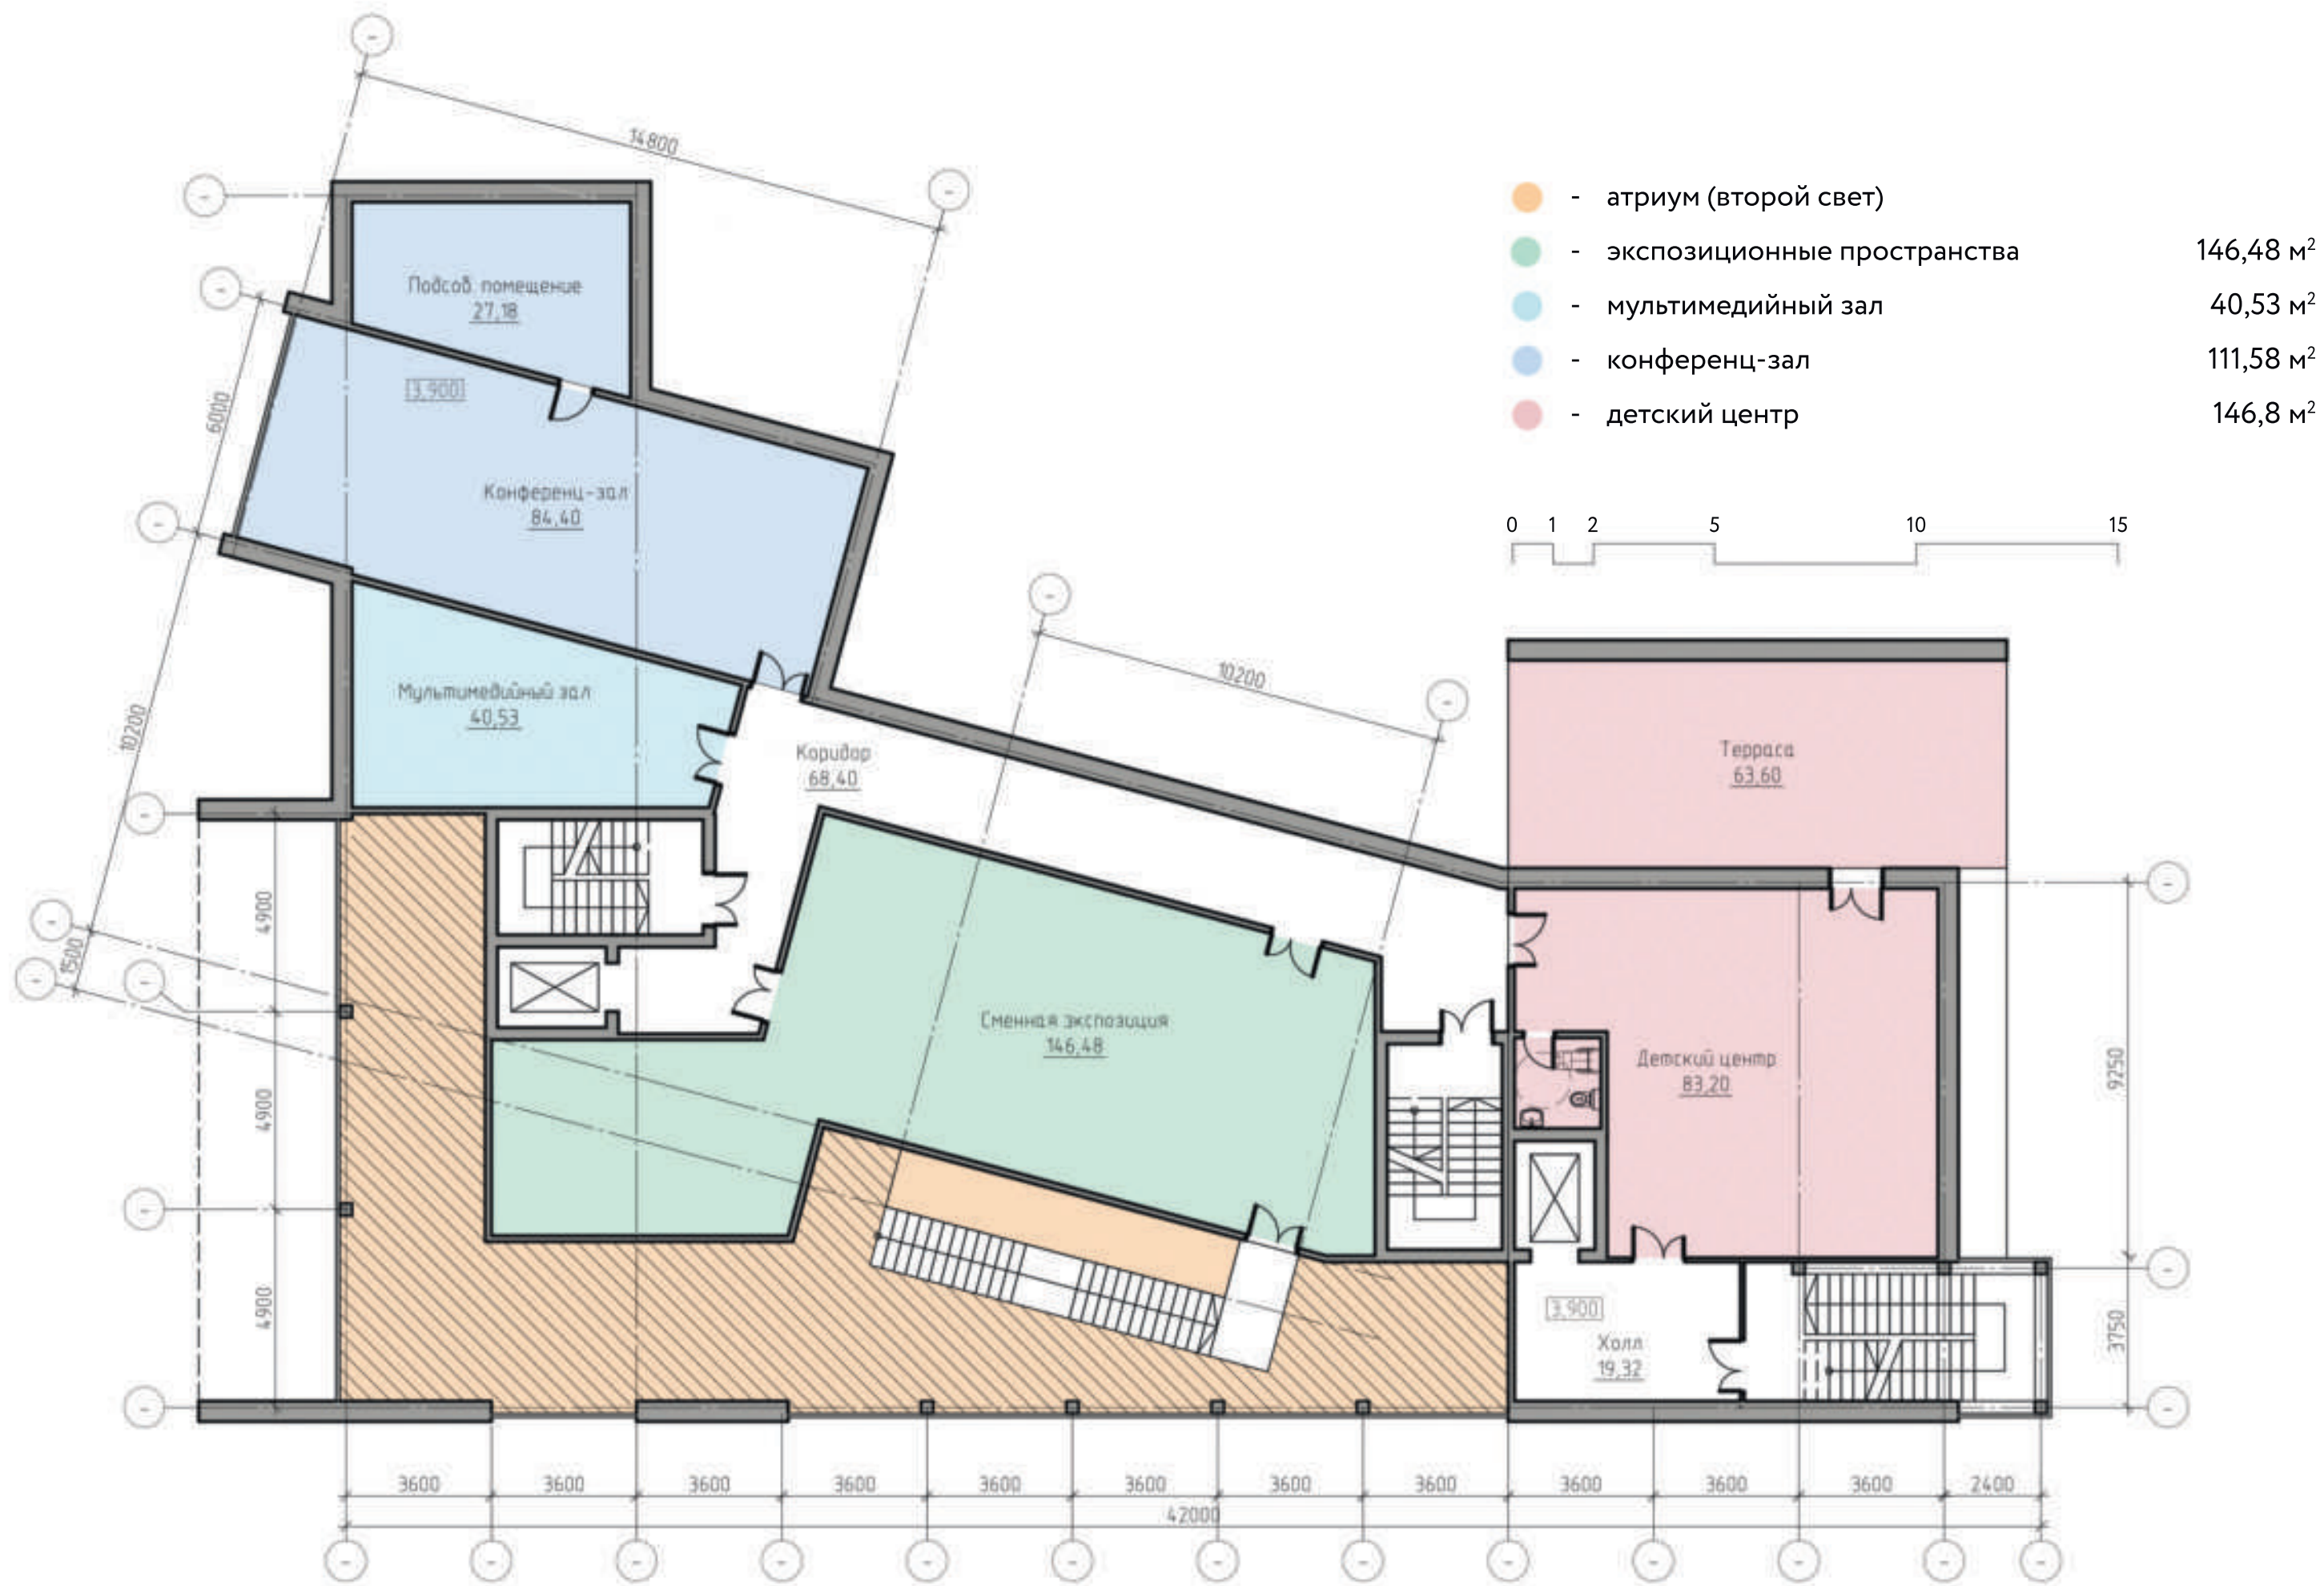 14800
- атриум (второй свет)
- экспозиционные пространства 146,48 м²
- мультимедийный зал 40,53 м²
- конференц-зал 111,58 м²
- детский центр 146,8 м²
0 1 2 5 10 15
Подсоб. помещение
27,18
3,900
6000
Конференц-зал
84,40
10200
Мультимедийный зал
40,53
10200
Коридор
68,40
Терраса
63,60
4900
1500
4900
4900
Сменная экспозиция
146,48
Детский центр
83,20
9250
3750
3,900
Холл
19,32
3600 3600 3600 3600 3600 3600 3600 3600 3600 3600 3600 2400
42000